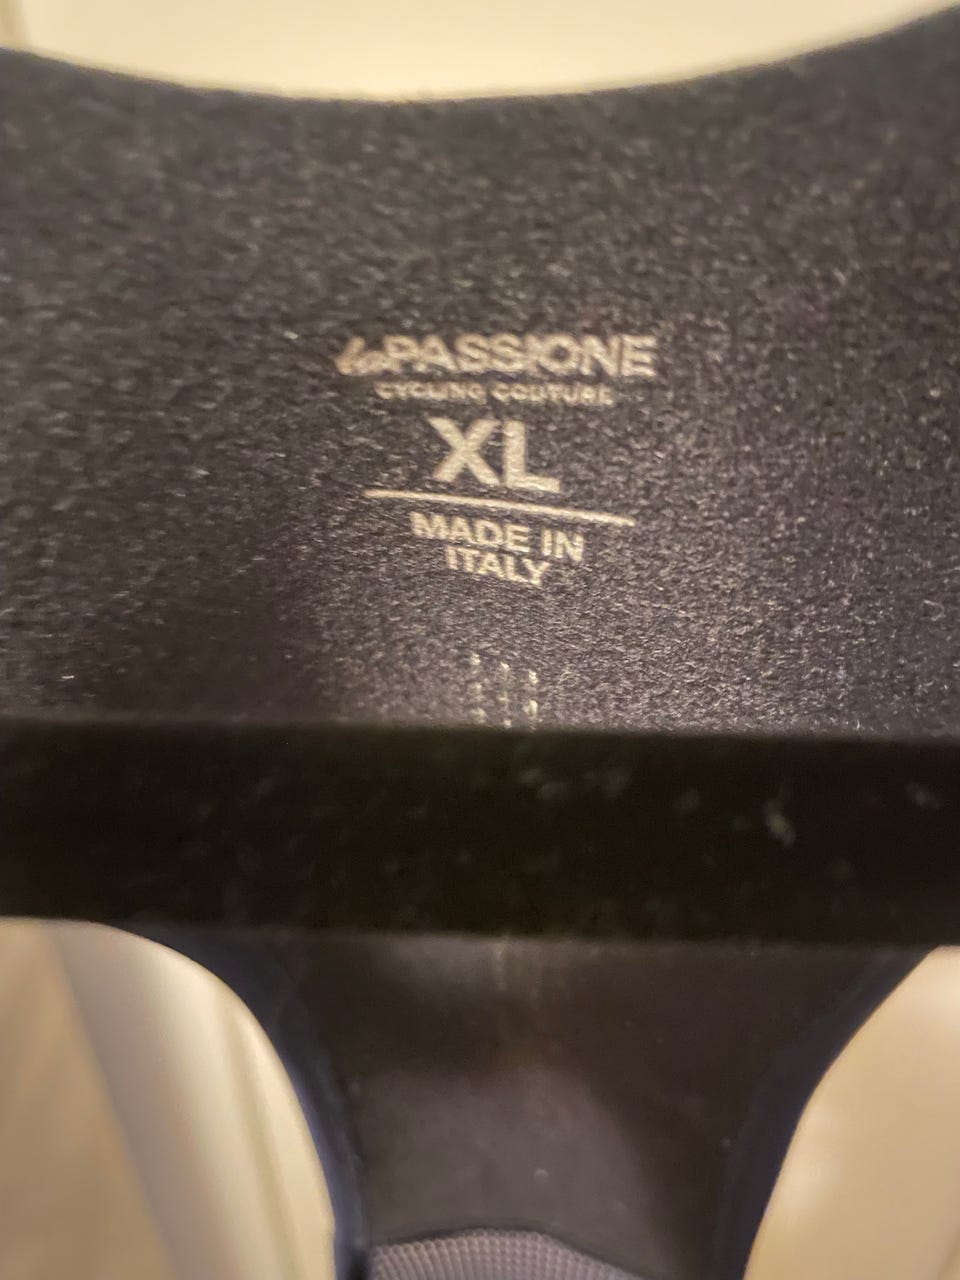 LaPASSIONE
CYCLING COUTURE
XL
MADE IN
ITALY